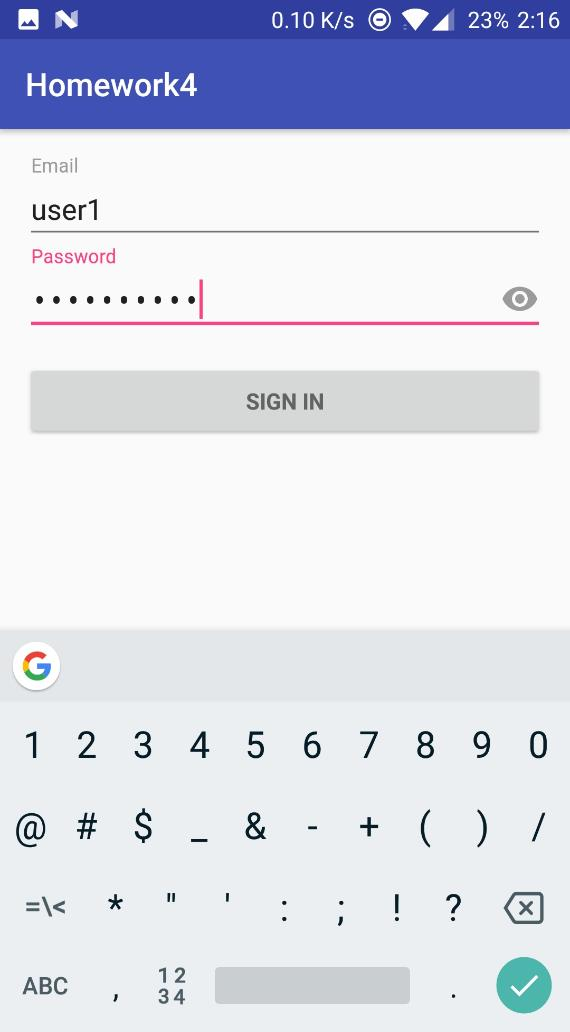 0.10 K/s 23% 2:16
Homework4
Email
user1
Password
••••••••••
SIGN IN
1 2 3 4 5 6 7 8 9 0
@ # $ _ & - + ( ) /
=\< * " ' : ; ! ?
ABC , 12 34 .